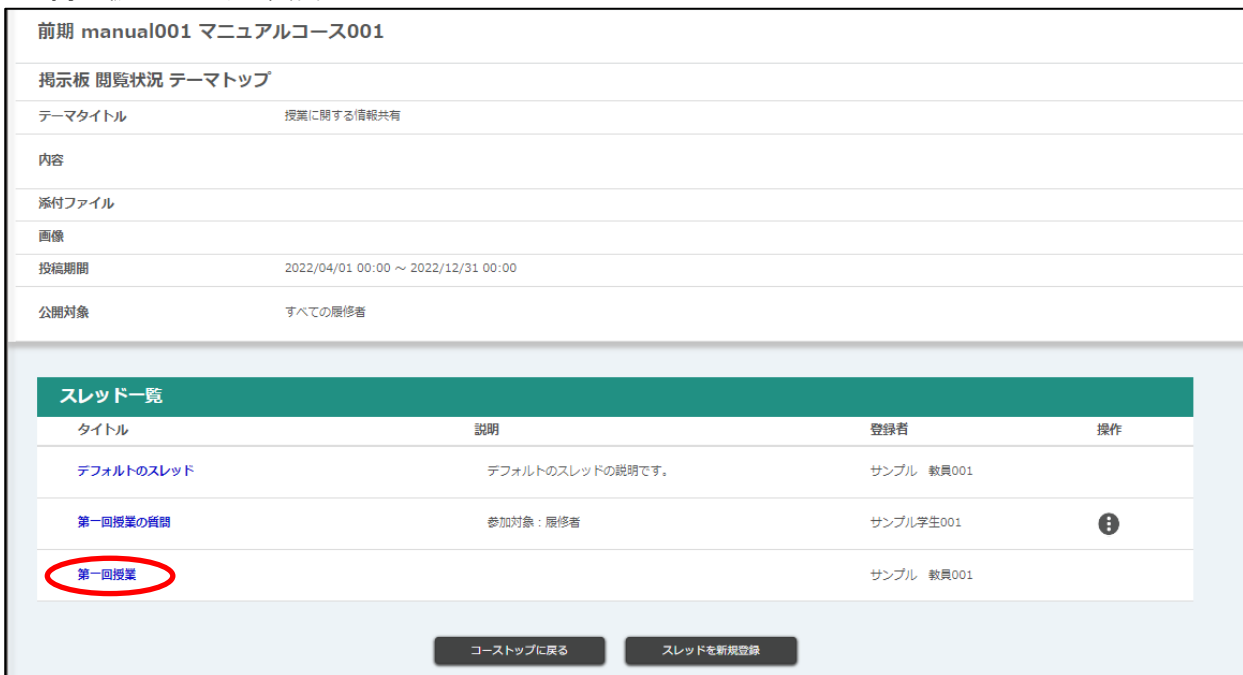 前期 manual001 マニュアルコース001
掲示板 閲覧状況 テーマトップ
テーマタイトル 授業に関する情報共有
内容
添付ファイル
画像
投稿期間 2022/04/01 00:00 ～ 2022/12/31 00:00
公開対象 すべての履修者
スレッド一覧
タイトル 説明 登録者 操作
デフォルトのスレッド デフォルトのスレッドの説明です。 サンプル　教員001
第一回授業の質問 参加対象：履修者 サンプル学生001
第一回授業 サンプル　教員001
コーストップに戻る スレッドを新規登録